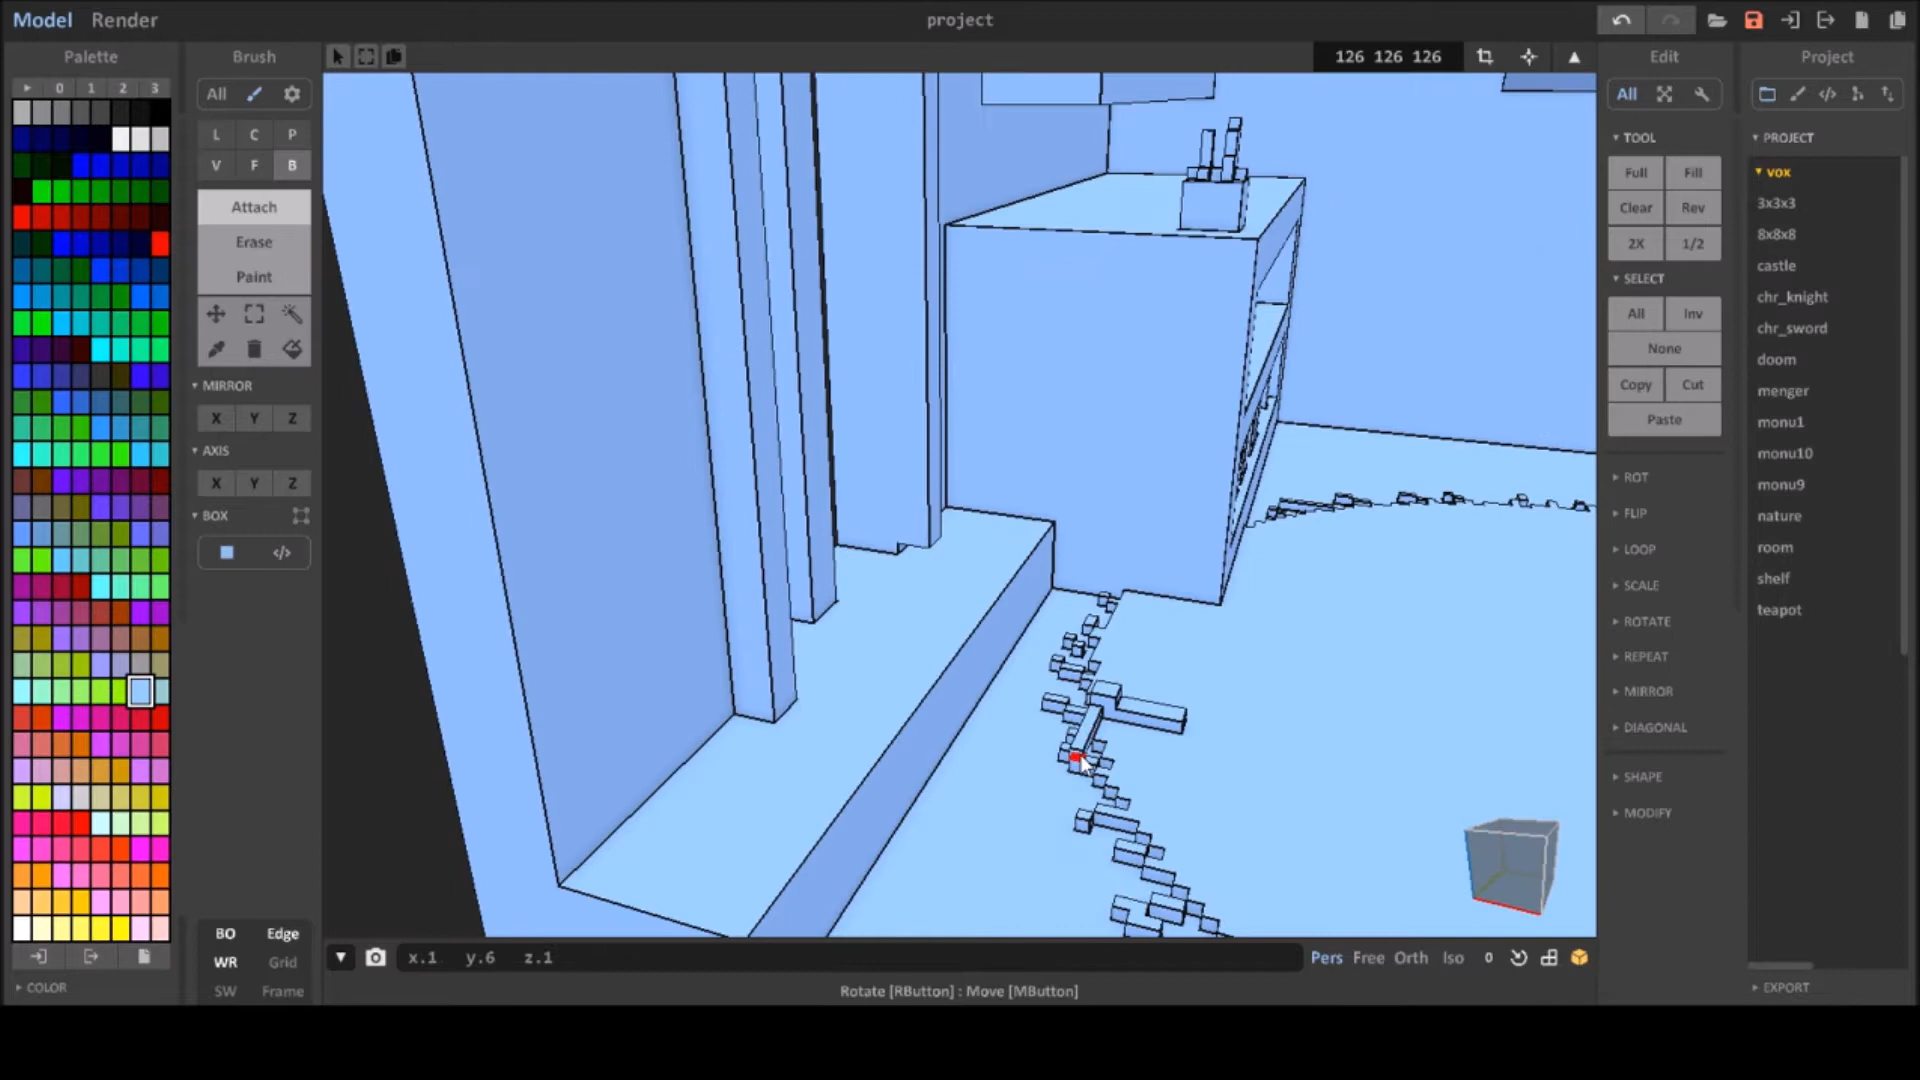 Model Render
project
Palette
Brush
126 126 126
Edit
Project
0 1 2 3
All
All
L C P
V F B
Attach
Erase
Paint
MIRROR
X Y Z
AXIS
X Y Z
BOX
</>
BO Edge
WR Grid
SW Frame
COLOR
x.1 y.6 z.1
Pers Free Orth Iso 0
Rotate [RButton] : Move [MButton]
TOOL
Full Fill
Clear Rev
2X 1/2
SELECT
All Inv
None
Copy Cut
Paste
ROT
FLIP
LOOP
SCALE
ROTATE
REPEAT
MIRROR
DIAGONAL
SHAPE
MODIFY
</>
PROJECT
VOX
3x3x3
8x8x8
castle
chr_knight
chr_sword
doom
menger
monu1
monu10
monu9
nature
room
shelf
teapot
EXPORT